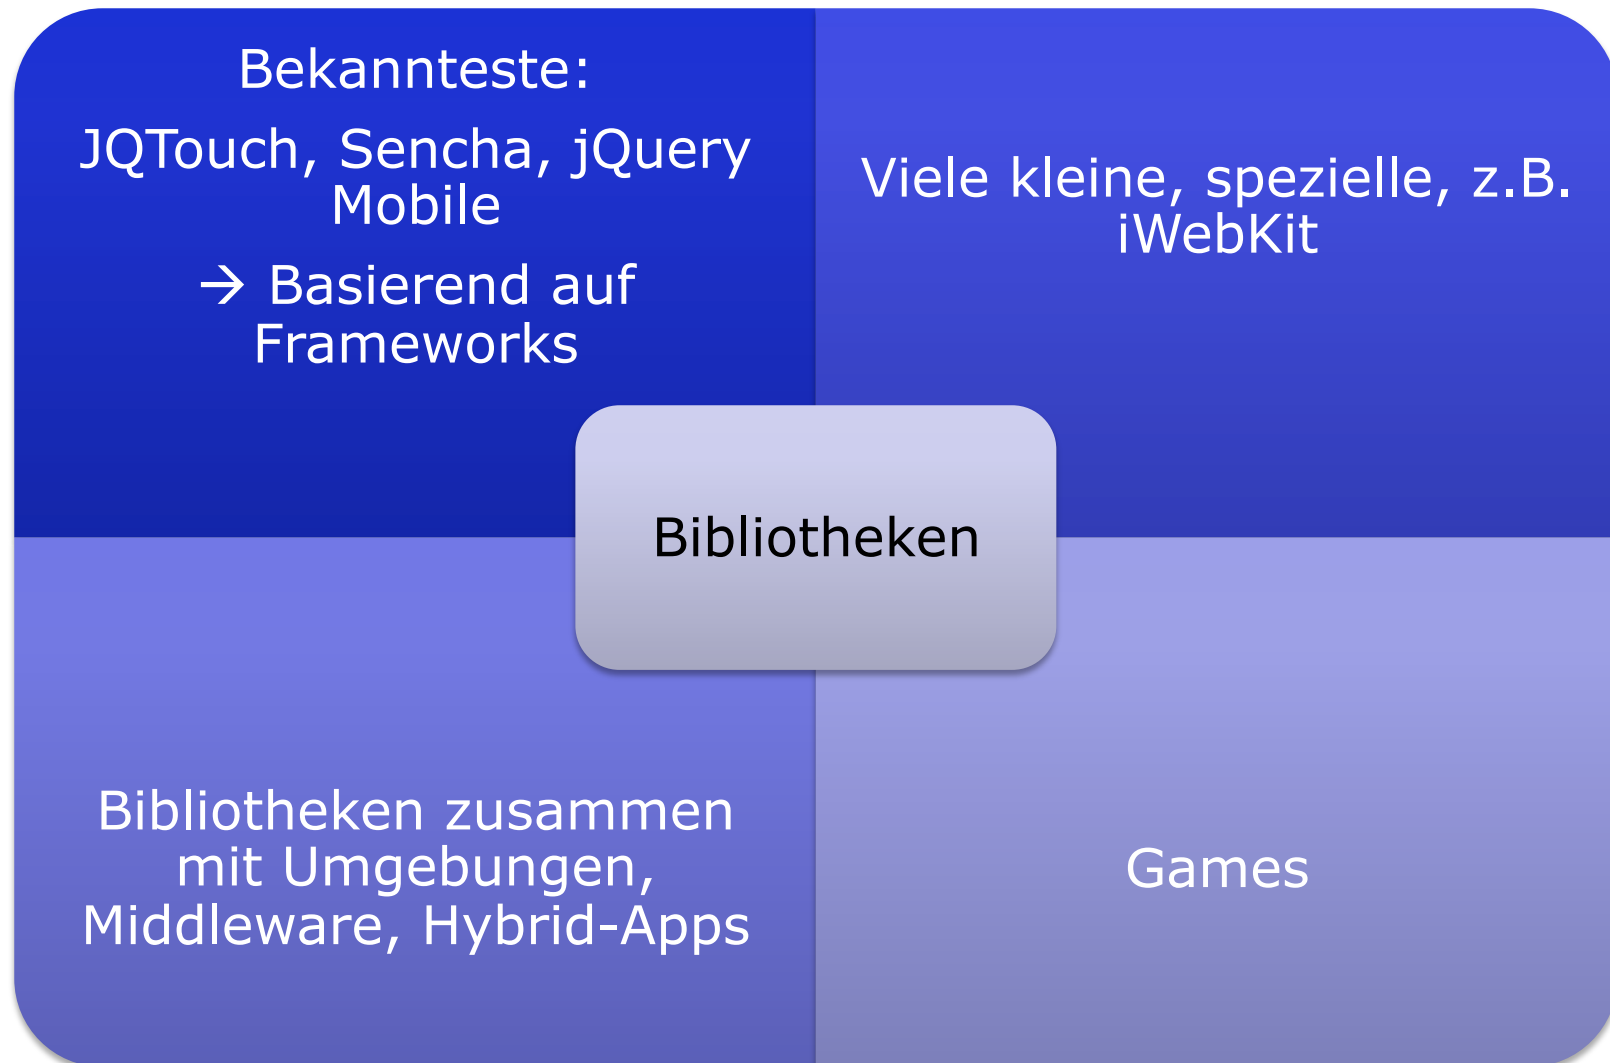 Bekannteste:
JQTouch, Sencha, jQuery
Mobile
→ Basierend auf
Frameworks
Viele kleine, spezielle, z.B.
iWebKit
Bibliotheken
Bibliotheken zusammen
mit Umgebungen,
Middleware, Hybrid-Apps
Games